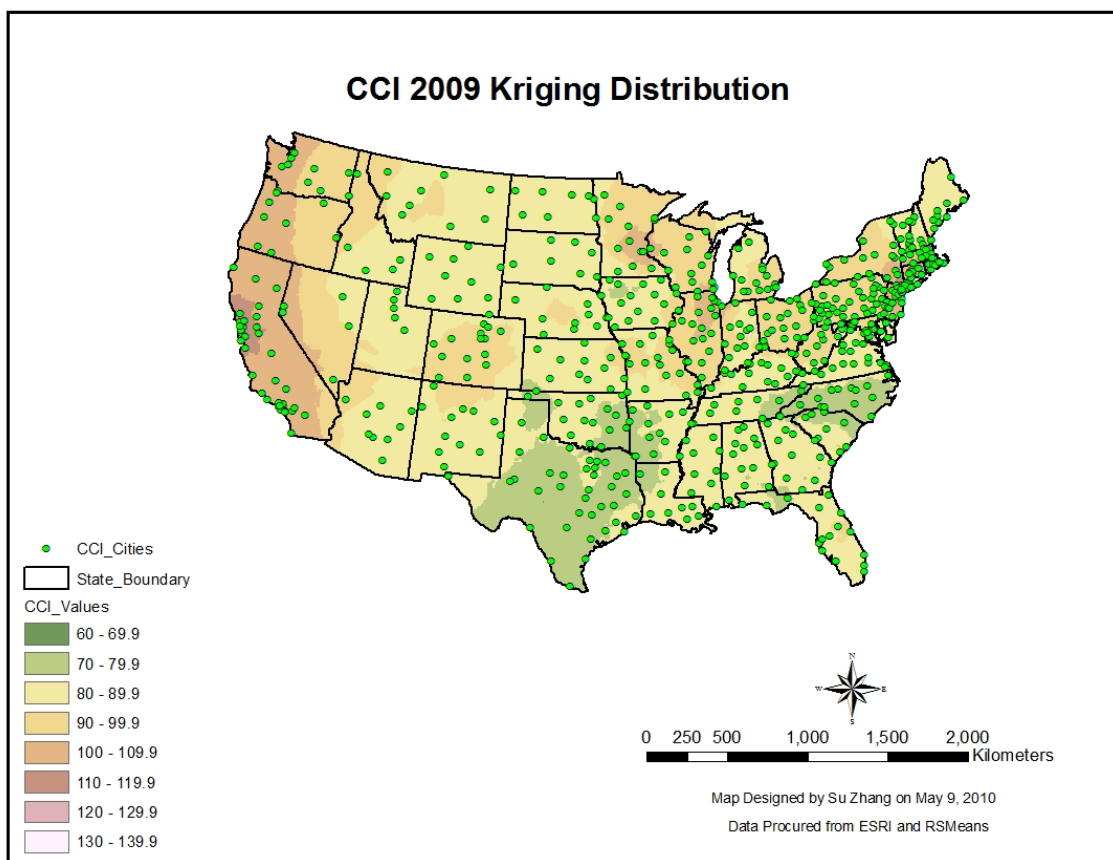 CCI 2009 Kriging Distribution
CCI_Cities
State_Boundary
CCI_Values
60 - 69.9
70 - 79.9
80 - 89.9
90 - 99.9
100 - 109.9
110 - 119.9
120 - 129.9
130 - 139.9
N
W E
S
0 250 500 1,000 1,500 2,000
Kilometers
Map Designed by Su Zhang on May 9, 2010
Data Procured from ESRI and RSMeans